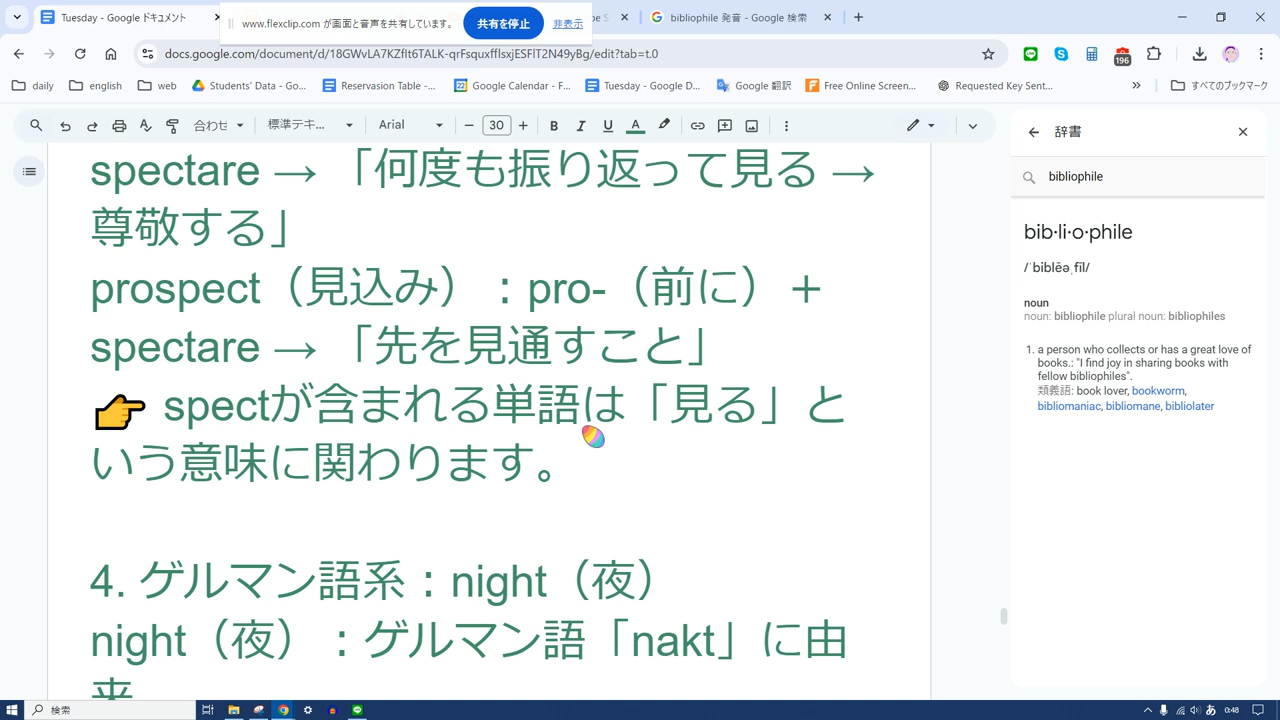 Tuesday - Google ドキュメント
www.flexclip.com が画面と音声を共有しています。
共有を停止
非表示
bibliophile 発音 - Google 検索
docs.google.com/document/d/18GWvLA7KZfIt6TALK-qrFsquxfflsxjESFlT2N49yBg/edit?tab=t.0
196
daily
english
web
Students' Data - Go...
Reservasion Table -...
Google Calendar - F...
Tuesday - Google D...
Google 翻訳
Free Online Screen...
Requested Key Sent...
すべてのブックマーク
合わせ
標準テキ...
Arial
30
B I U A
spectare → 「何度も振り返って見る →
尊敬する」
prospect（見込み）：pro-（前に）＋
spectare → 「先を見通すこと」
👉 spectが含まれる単語は「見る」と
いう意味に関わります。
4. ゲルマン語系：night（夜）
night（夜）：ゲルマン語「nakt」に由
来
辞書
bibliophile
bib·li·o·phile
/ˈbiblēəˌfīl/
noun
noun: bibliophile plural noun: bibliophiles
1. a person who collects or has a great love of
books.: "I find joy in sharing books with
fellow bibliophiles".
類義語: book lover, bookworm,
bibliomaniac, bibliomane, bibliolater
検索
あ
0:48